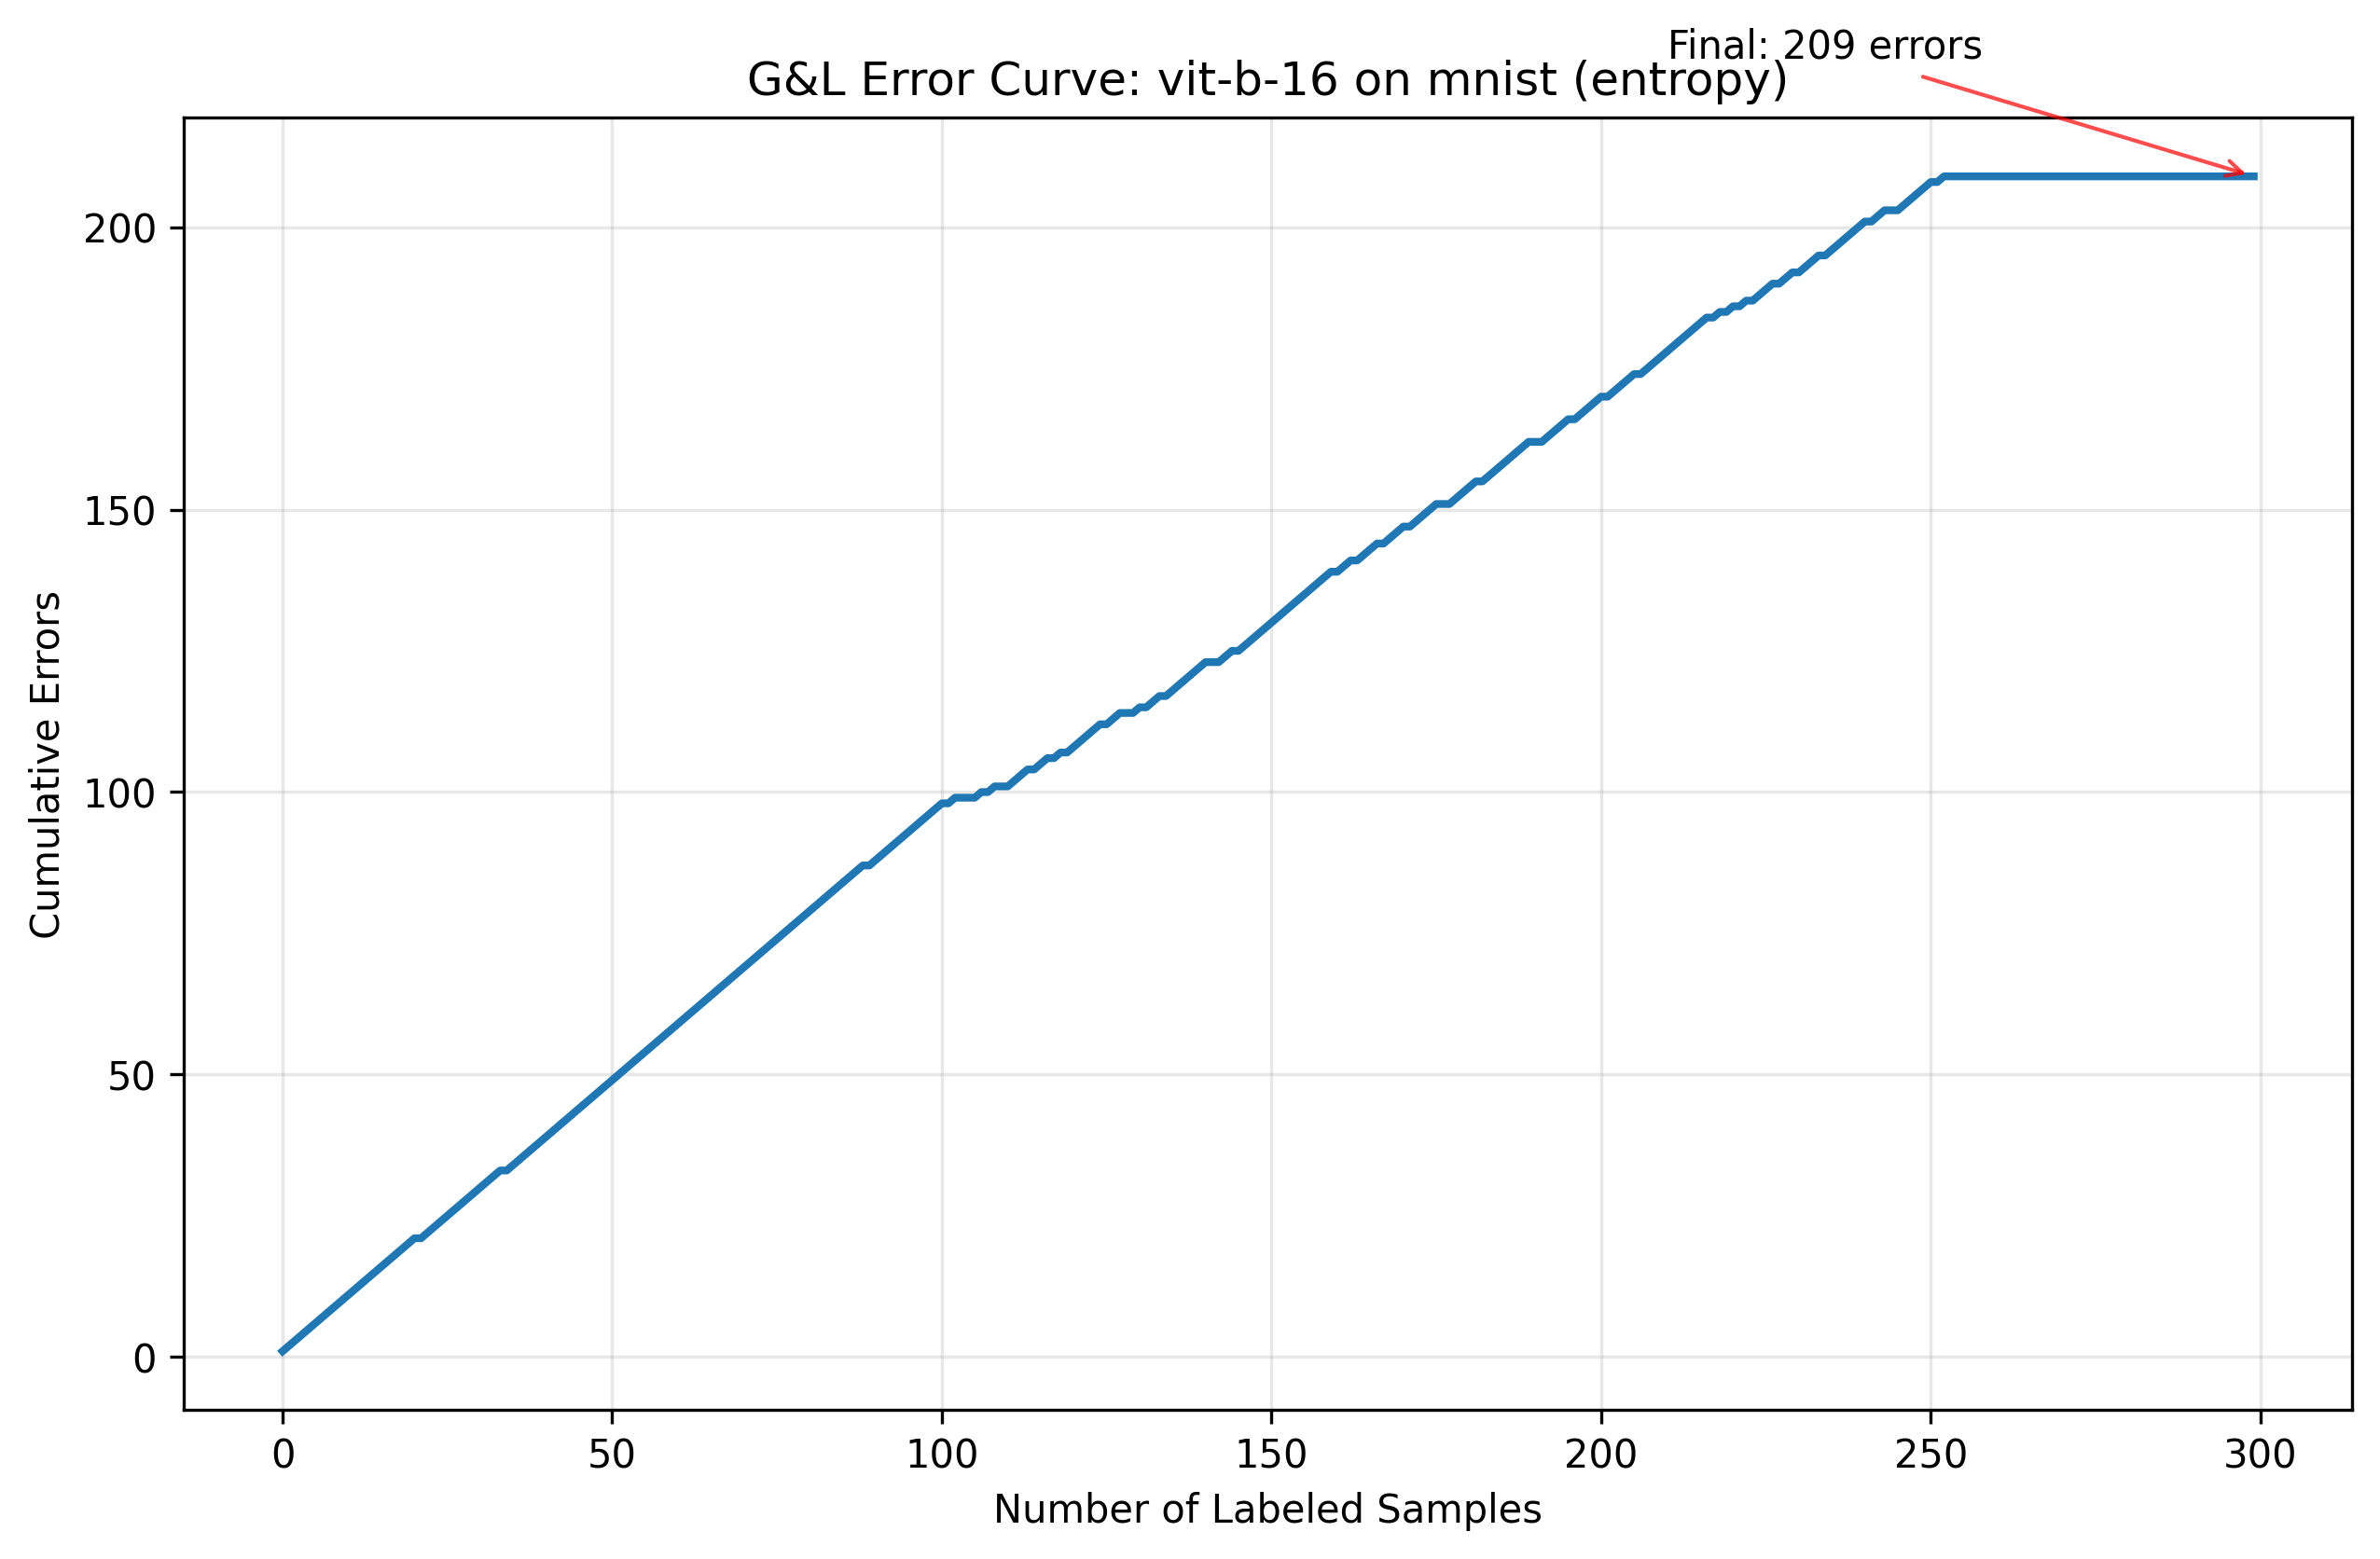 Final: 209 errors
G&L Error Curve: vit-b-16 on mnist (entropy)
Cumulative Errors
200
150
100
50
0
0 50 100 150 200 250 300
Number of Labeled Samples